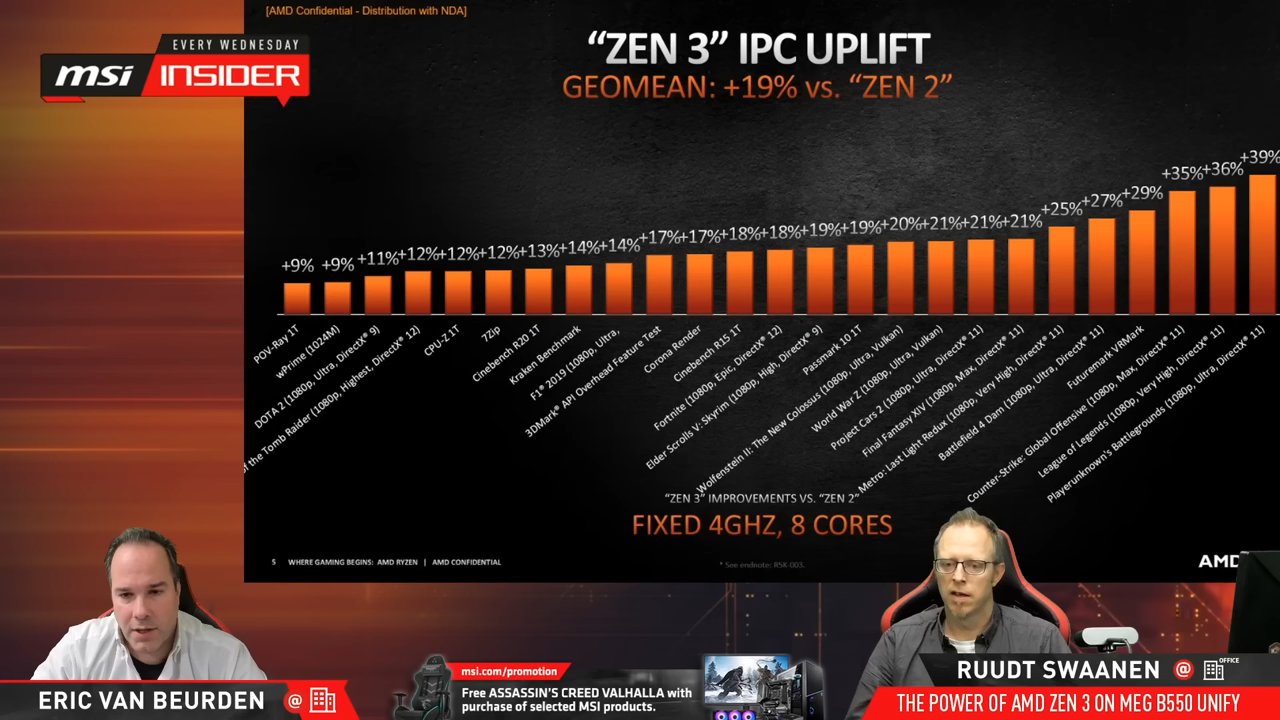 [AMD Confidential - Distribution with NDA]
EVERY WEDNESDAY
msi INSIDER
“ZEN 3” IPC UPLIFT
GEOMEAN: +19% vs. “ZEN 2”
+9%
+9%
+11%
+12%
+12%
+12%
+13%
+14%
+14%
+17%
+17%
+18%
+18%
+19%
+19%
+20%
+21%
+21%
+21%
+25%
+27%
+29%
+35%
+36%
+39%
POV-Ray 1T
wPrime (1024M)
DOTA 2 (1080p, Ultra, DirectX® 9)
of the Tomb Raider (1080p, Highest, DirectX® 12)
CPU-Z 1T
7Zip
Cinebench R20 1T
Kraken Benchmark
F1® 2019 (1080p, Ultra,
3DMark® API Overhead Feature Test
Corona Render
Cinebench R15 1T
Fortnite (1080p, Epic, DirectX® 12)
Elder Scrolls V: Skyrim (1080p, High, DirectX® 9)
Passmark 10 1T
Wolfenstein II: The New Colossus (1080p, Ultra, Vulkan)
World War Z (1080p, Ultra, Vulkan)
Project Cars 2 (1080p, Ultra, DirectX® 11)
Final Fantasy XIV (1080p, Max, DirectX® 11)
Metro: Last Light Redux (1080p, Very High, DirectX® 11)
Battlefield 4 Dam (1080p, Ultra, DirectX® 11)
Futuremark VRMark
Counter-Strike: Global Offensive (1080p, Max, DirectX® 11)
League of Legends (1080p, Very High, DirectX® 11)
Playerunknown's Battlegrounds (1080p, Ultra, DirectX® 11)
“ZEN 3” IMPROVEMENTS VS. “ZEN 2”
FIXED 4GHZ, 8 CORES
5 WHERE GAMING BEGINS: AMD RYZEN | AMD CONFIDENTIAL
* See endnote: R5K-003.
AMD
ERIC VAN BEURDEN @
msi.com/promotion
Free ASSASSIN'S CREED VALHALLA with
purchase of selected MSI products.
RUUDT SWAANEN @ OFFICE
THE POWER OF AMD ZEN 3 ON MEG B550 UNIFY